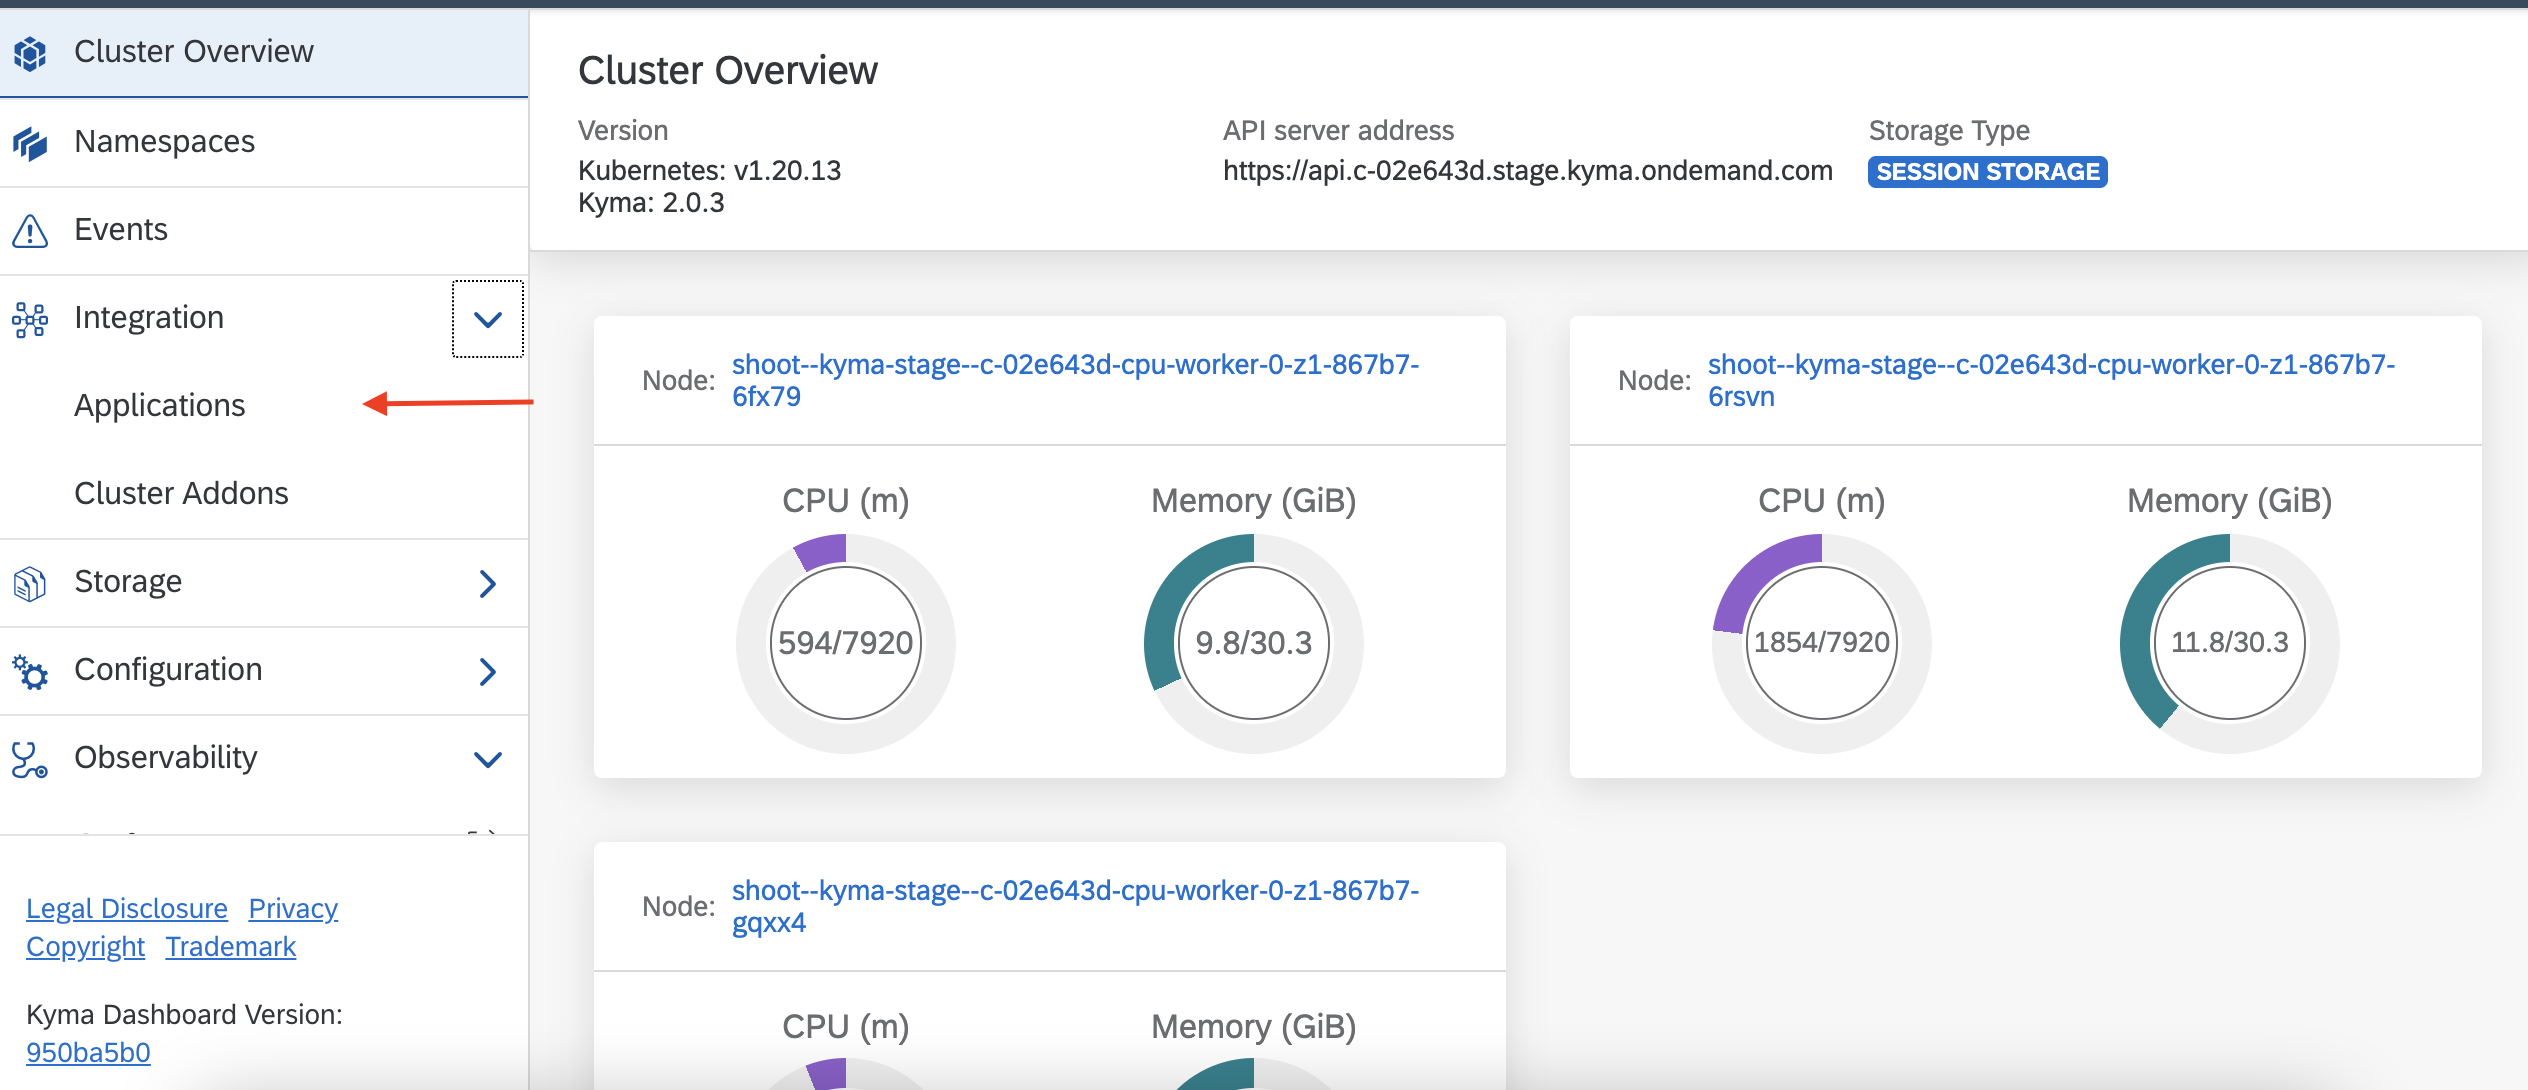 Cluster Overview
Namespaces
Events
Integration
Applications
Cluster Addons
Storage
Configuration
Observability
Legal Disclosure Privacy
Copyright Trademark
Kyma Dashboard Version:
950ba5b0
Cluster Overview
Version
Kubernetes: v1.20.13
Kyma: 2.0.3
API server address
https://api.c-02e643d.stage.kyma.ondemand.com
Storage Type
SESSION STORAGE
Node: shoot--kyma-stage--c-02e643d-cpu-worker-0-z1-867b7-
6fx79
CPU (m)
594/7920
Memory (GiB)
9.8/30.3
Node: shoot--kyma-stage--c-02e643d-cpu-worker-0-z1-867b7-
6rsvn
CPU (m)
1854/7920
Memory (GiB)
11.8/30.3
Node: shoot--kyma-stage--c-02e643d-cpu-worker-0-z1-867b7-
gqxx4
CPU (m)
Memory (GiB)